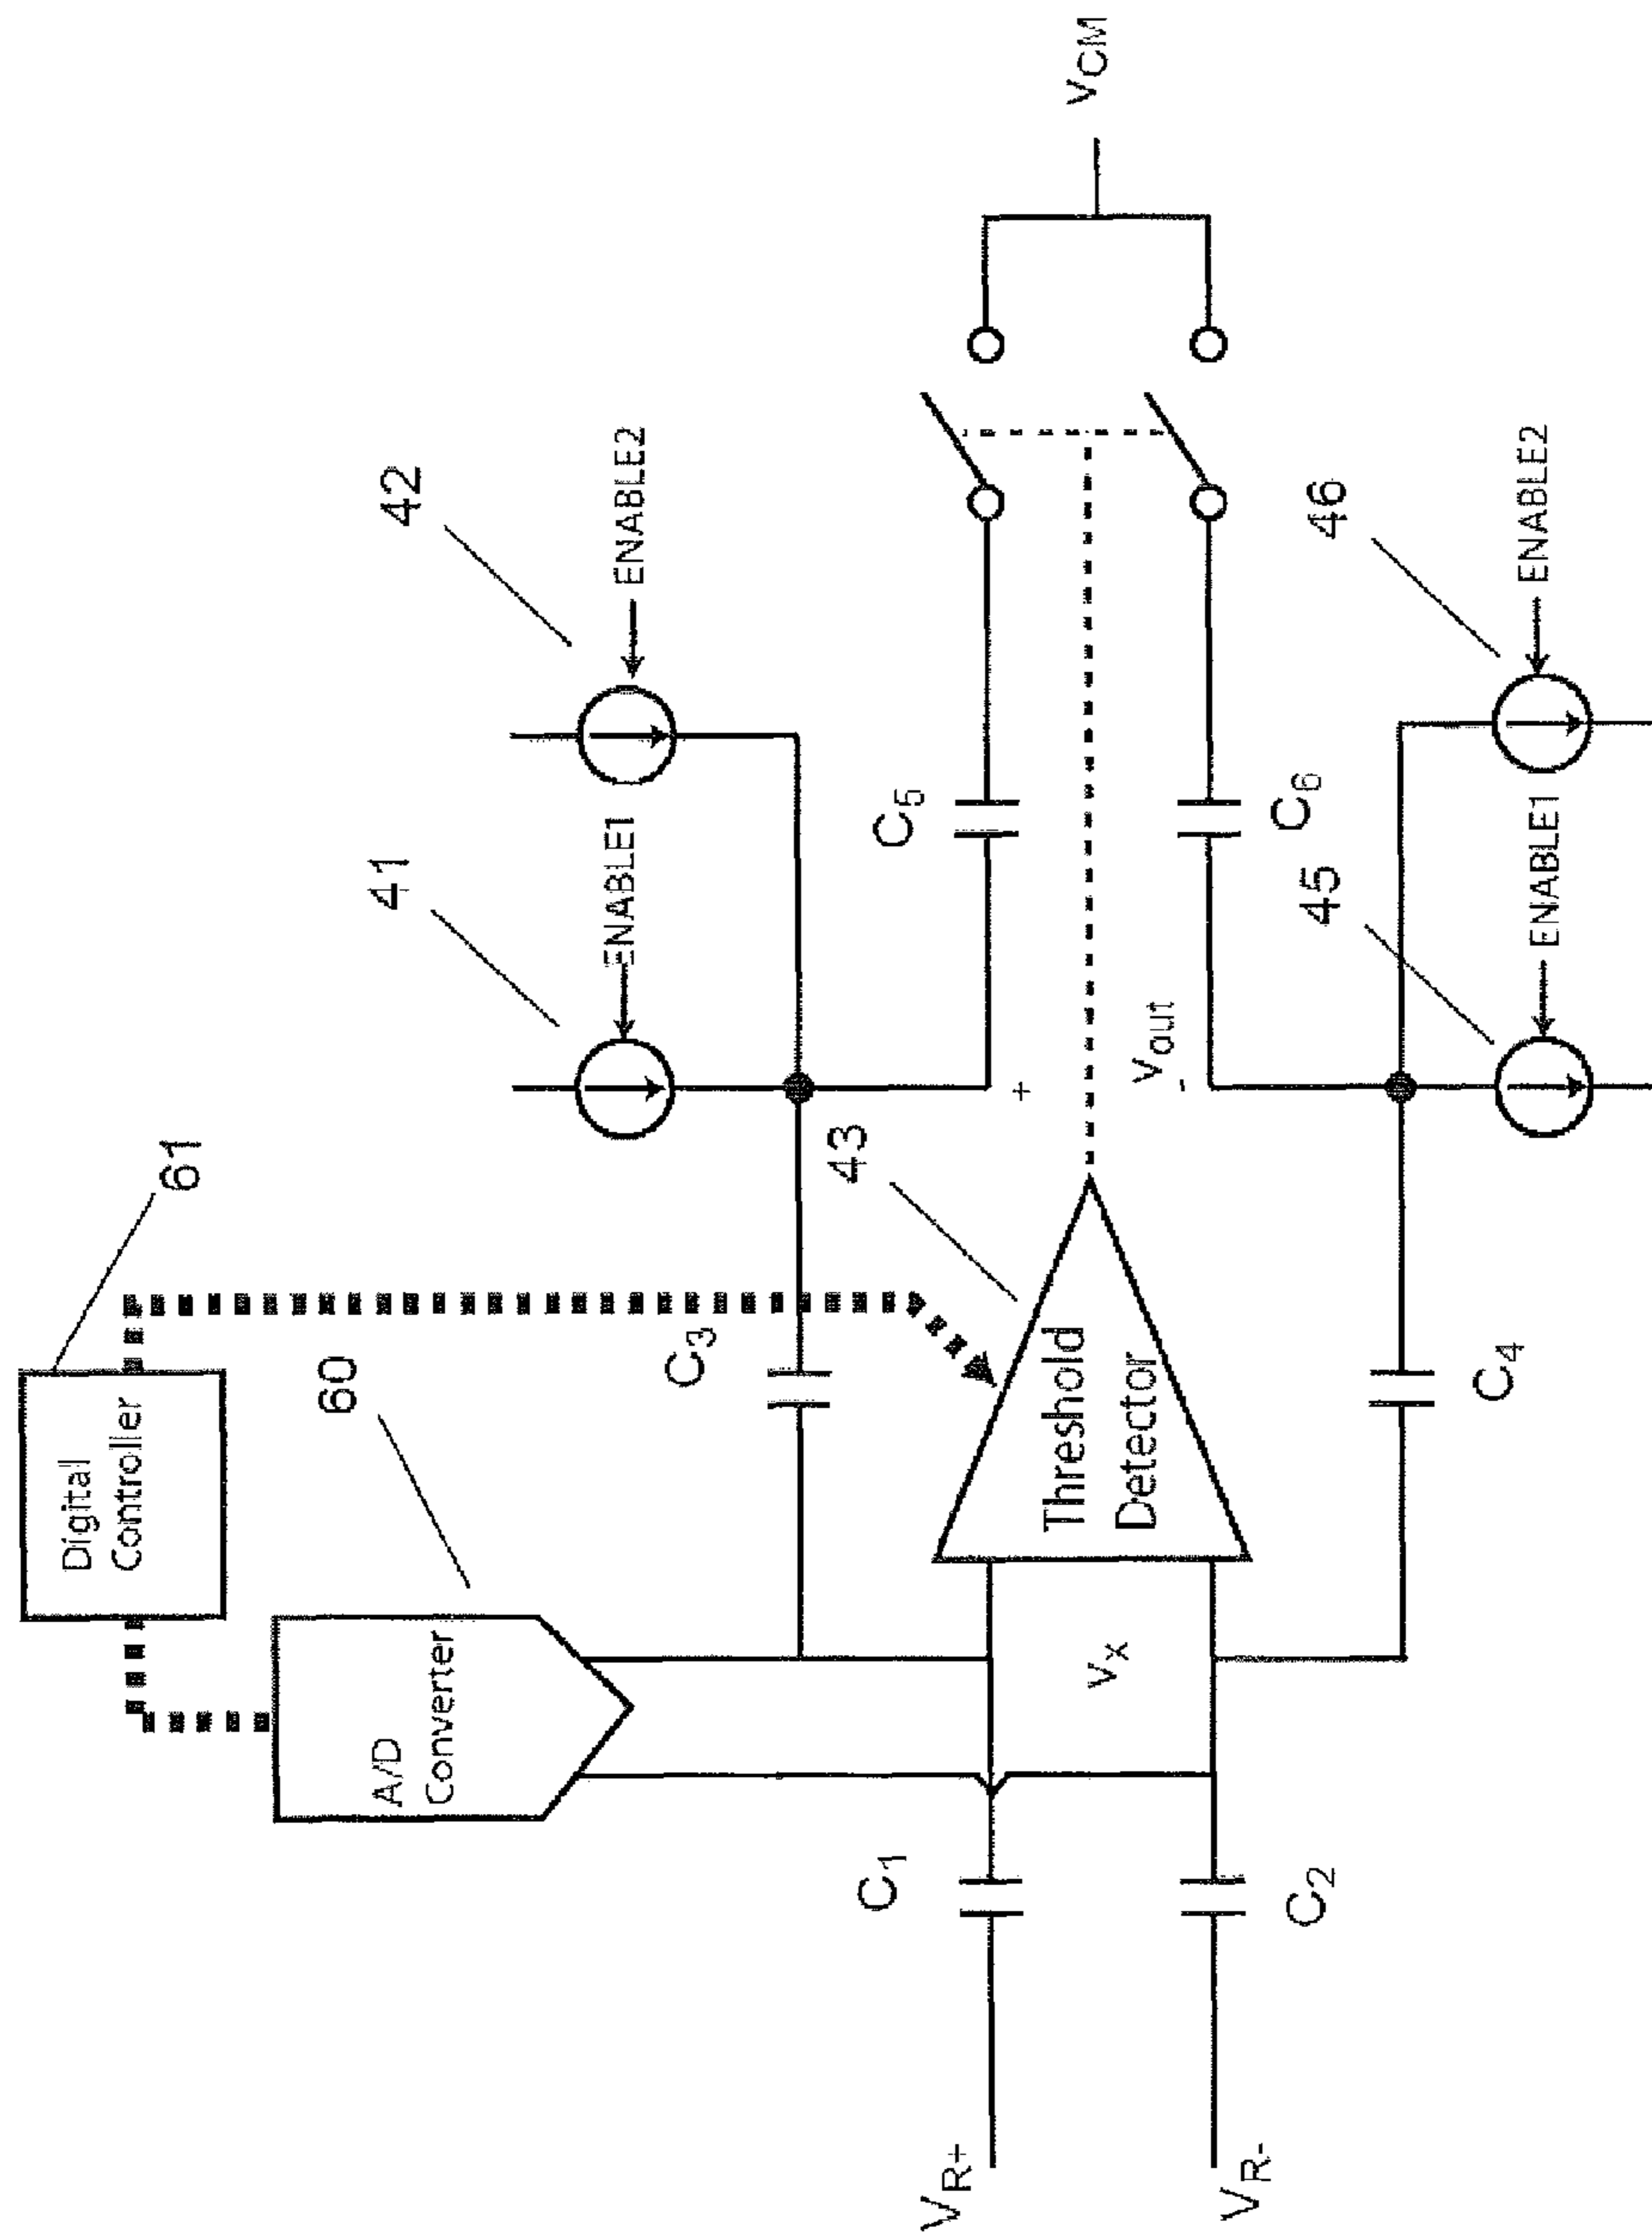 Digital
Controller
61
A/D
Converter
60
41
ENABLE1
42
ENABLE2
C3
C5
43
Threshold
Detector
+
Vout
-
VCM
VR+
C1
VX
VR-
C2
C6
C4
45
ENABLE1
46
ENABLE2